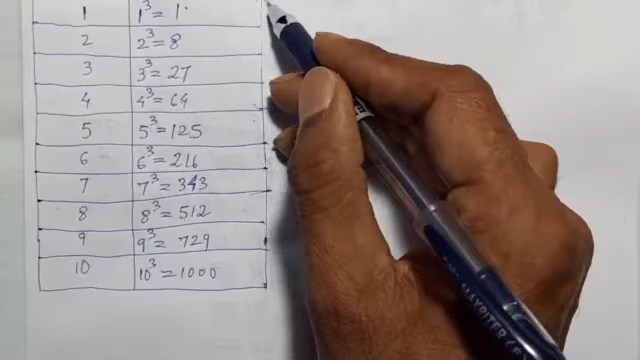 1 1³ = 1
2 2³ = 8
3 3³ = 27
4 4³ = 64
5 5³ = 125
6 6³ = 216
7 7³ = 343
8 8³ = 512
9 9³ = 729
10 10³ = 1000
MAXRITER